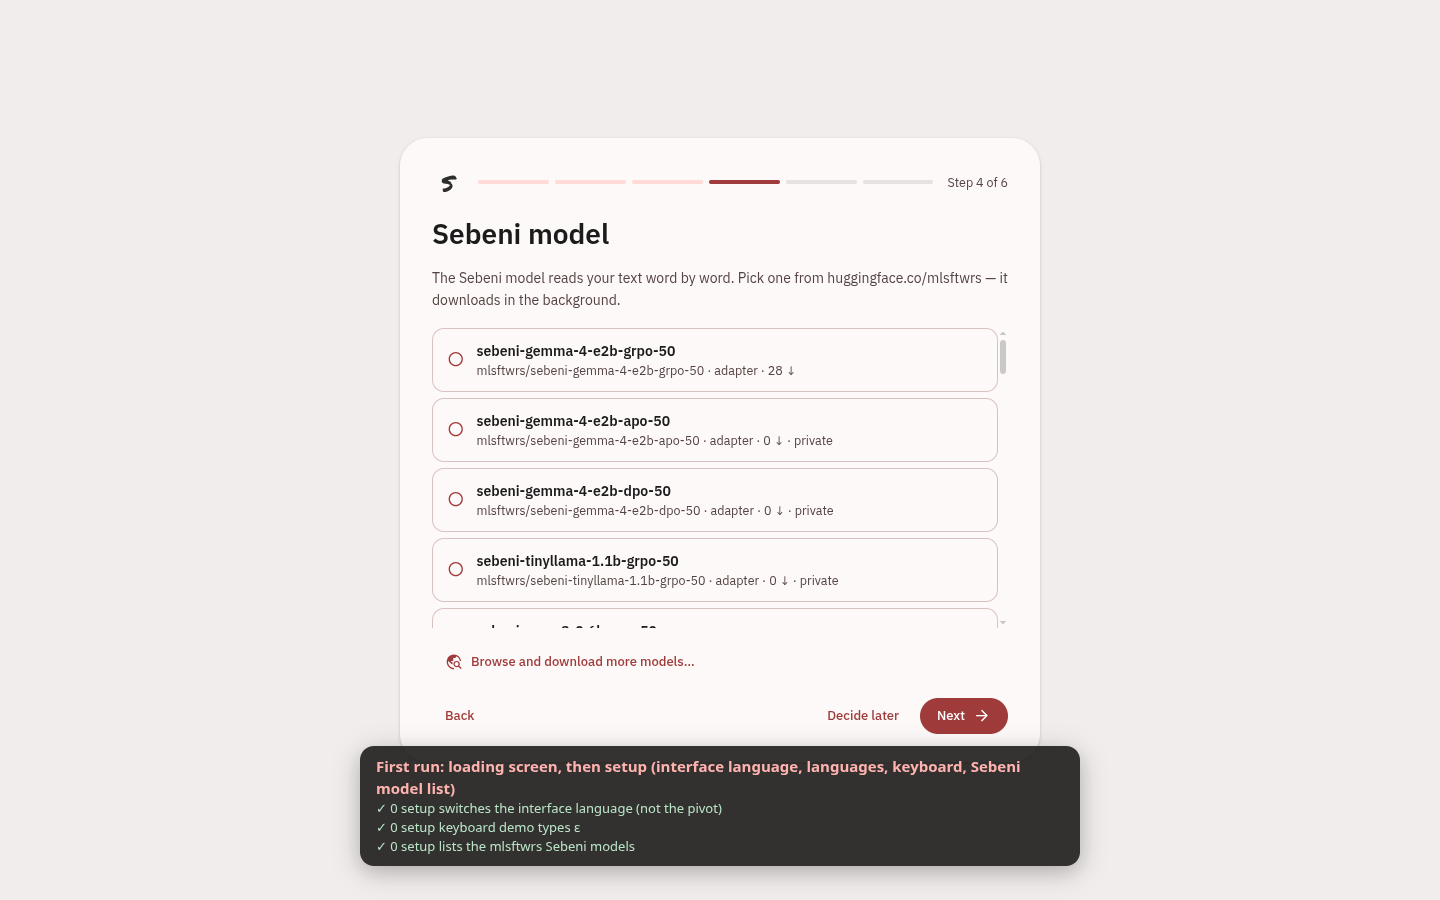 Step 4 of 6
Sebeni model
The Sebeni model reads your text word by word. Pick one from huggingface.co/mlsftwrs — it
downloads in the background.
sebeni-gemma-4-e2b-grpo-50
mlsftwrs/sebeni-gemma-4-e2b-grpo-50 · adapter · 28 ↓
sebeni-gemma-4-e2b-apo-50
mlsftwrs/sebeni-gemma-4-e2b-apo-50 · adapter · 0 ↓ · private
sebeni-gemma-4-e2b-dpo-50
mlsftwrs/sebeni-gemma-4-e2b-dpo-50 · adapter · 0 ↓ · private
sebeni-tinyllama-1.1b-grpo-50
mlsftwrs/sebeni-tinyllama-1.1b-grpo-50 · adapter · 0 ↓ · private
Browse and download more models...
Back
Decide later
Next
First run: loading screen, then setup (interface language, languages, keyboard, Sebeni
model list)
✓ 0 setup switches the interface language (not the pivot)
✓ 0 setup keyboard demo types ɛ
✓ 0 setup lists the mlsftwrs Sebeni models